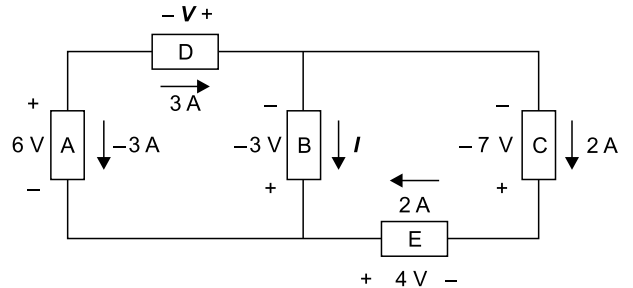 – V +
D
3 A
+
6 V A – 3 A
–
–
– 3 V B I
+
–
– 7 V C 2 A
+
2 A
E
+ 4 V –